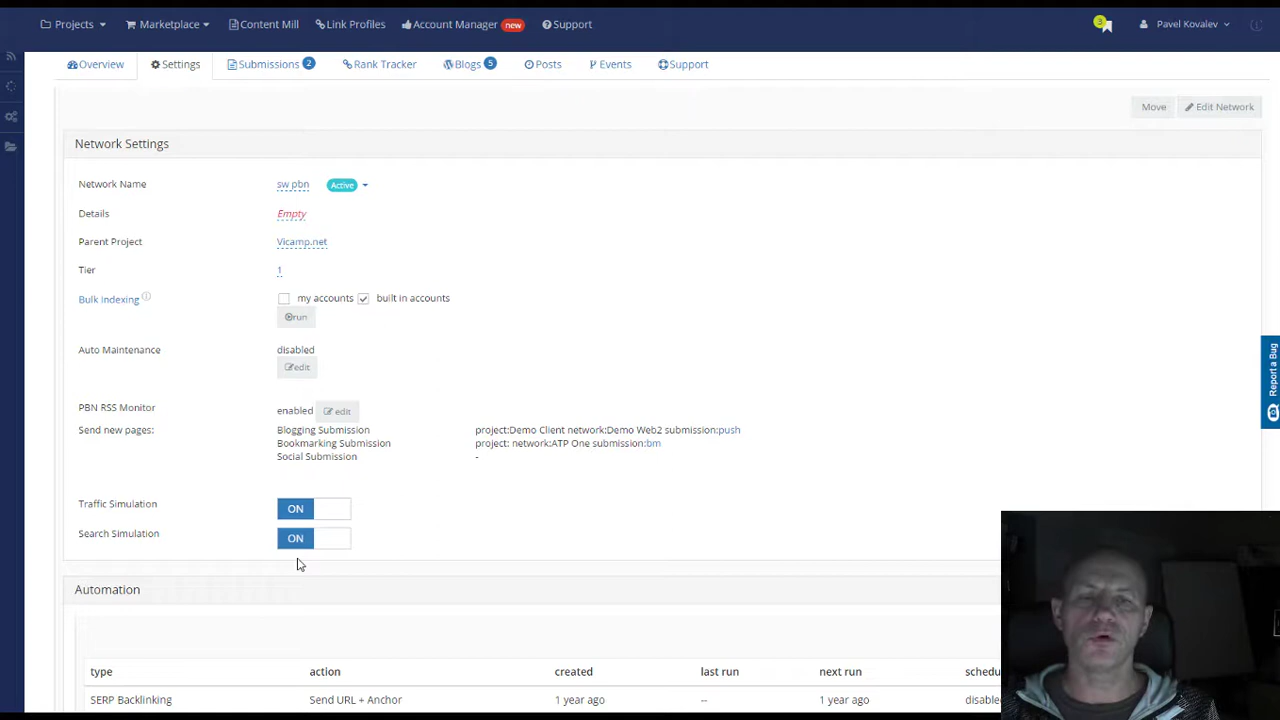 Projects Marketplace Content Mill Link Profiles Account Manager new Support 3 Pavel Kovalev
Overview Settings Submissions 2 Rank Tracker Blogs 5 Posts Events Support
Move Edit Network
Network Settings
Network Name sw pbn Active
Details Empty
Parent Project Vicamp.net
Tier 1
Bulk Indexing my accounts built in accounts
run
Auto Maintenance disabled
edit
PBN RSS Monitor enabled edit
Send new pages: Blogging Submission project:Demo Client network:Demo Web2 submission:push
Bookmarking Submission project: network:ATP One submission:bm
Social Submission -
Traffic Simulation ON
Search Simulation ON
Automation
type action created last run next run schedu
SERP Backlinking Send URL + Anchor 1 year ago -- 1 year ago disabled
Report a Bug